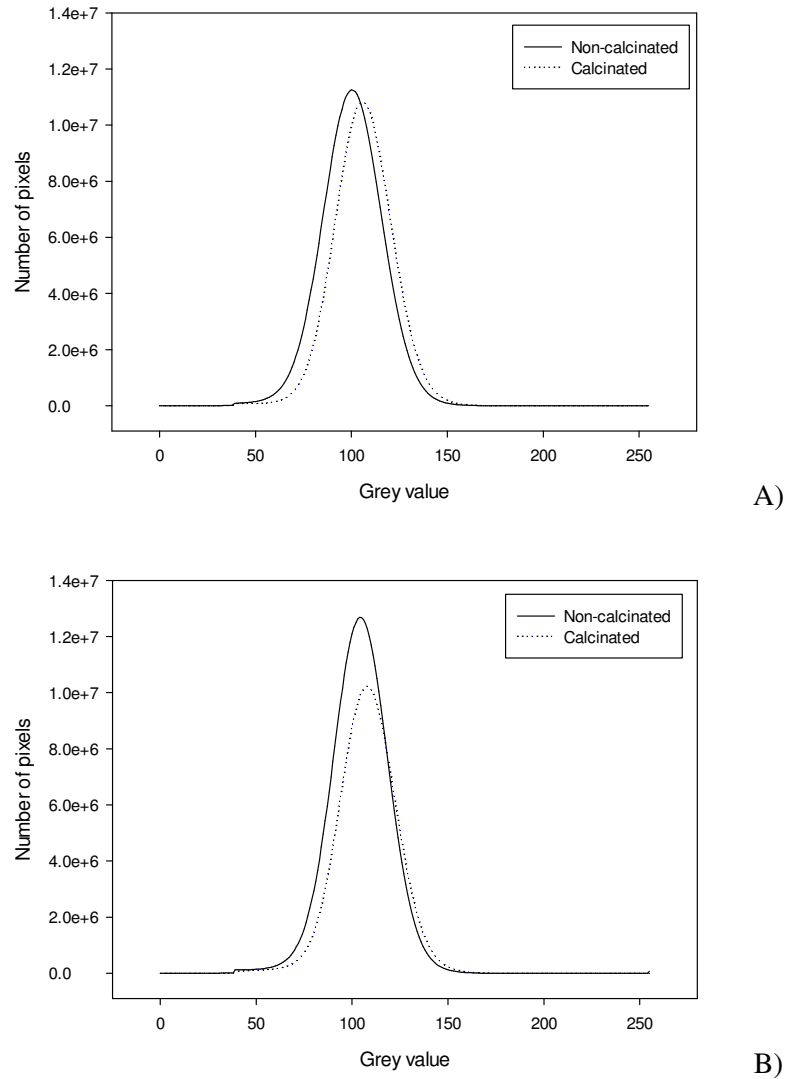 1.4e+7
1.2e+7
1.0e+7
8.0e+6
6.0e+6
4.0e+6
2.0e+6
0.0
Number of pixels
Non-calcinated
Calcinated
0 50 100 150 200 250
Grey value
A)
1.4e+7
1.2e+7
1.0e+7
8.0e+6
6.0e+6
4.0e+6
2.0e+6
0.0
Number of pixels
Non-calcinated
Calcinated
0 50 100 150 200 250
Grey value
B)